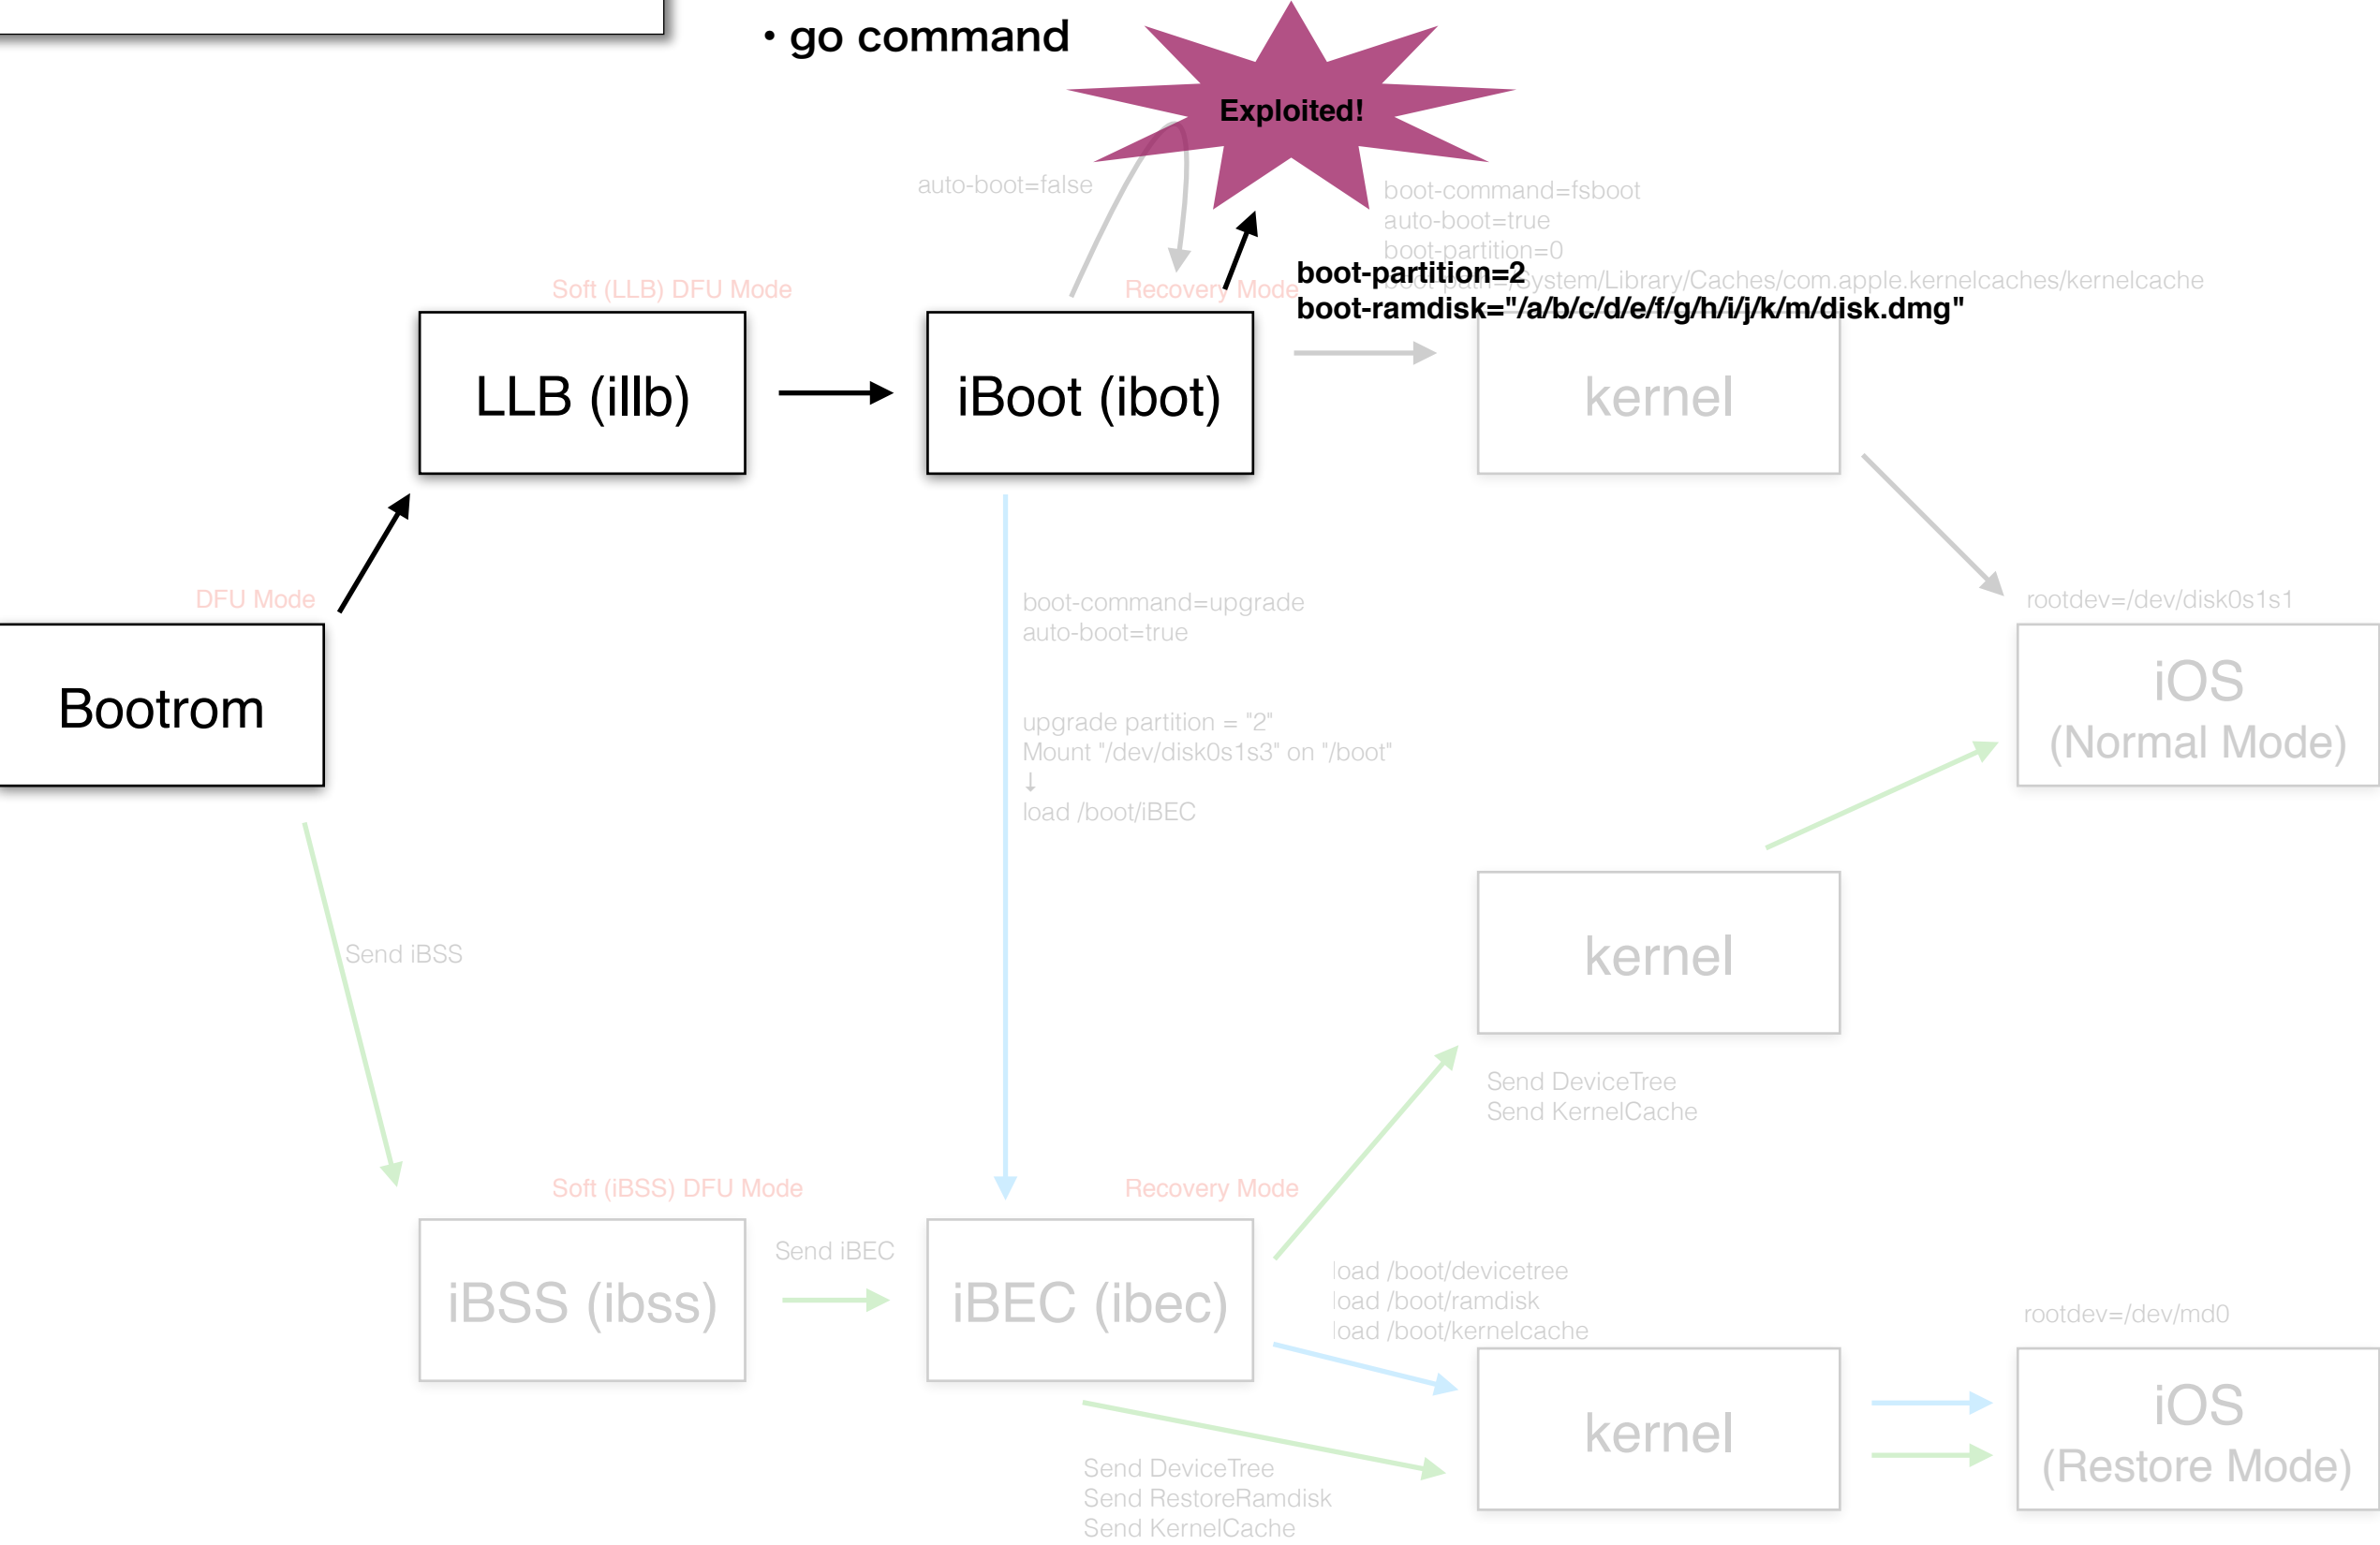 • go command
Exploited!
auto-boot=false
boot-command=fsboot
auto-boot=true
boot-partition=0
boot-path=/System/Library/Caches/com.apple.kernelcaches/kernelcache
boot-partition=2
boot-ramdisk="/a/b/c/d/e/f/g/h/i/j/k/m/disk.dmg"
Soft (LLB) DFU Mode
Recovery Mode
LLB (illb)
iBoot (ibot)
kernel
DFU Mode
Bootrom
boot-command=upgrade
auto-boot=true
upgrade partition = "2"
Mount "/dev/disk0s1s3" on "/boot"
↓
load /boot/iBEC
rootdev=/dev/disk0s1s1
iOS
(Normal Mode)
Send iBSS
kernel
Send DeviceTree
Send KernelCache
Soft (iBSS) DFU Mode
Recovery Mode
iBSS (ibss)
Send iBEC
iBEC (ibec)
load /boot/devicetree
load /boot/ramdisk
load /boot/kernelcache
kernel
rootdev=/dev/md0
iOS
(Restore Mode)
Send DeviceTree
Send RestoreRamdisk
Send KernelCache